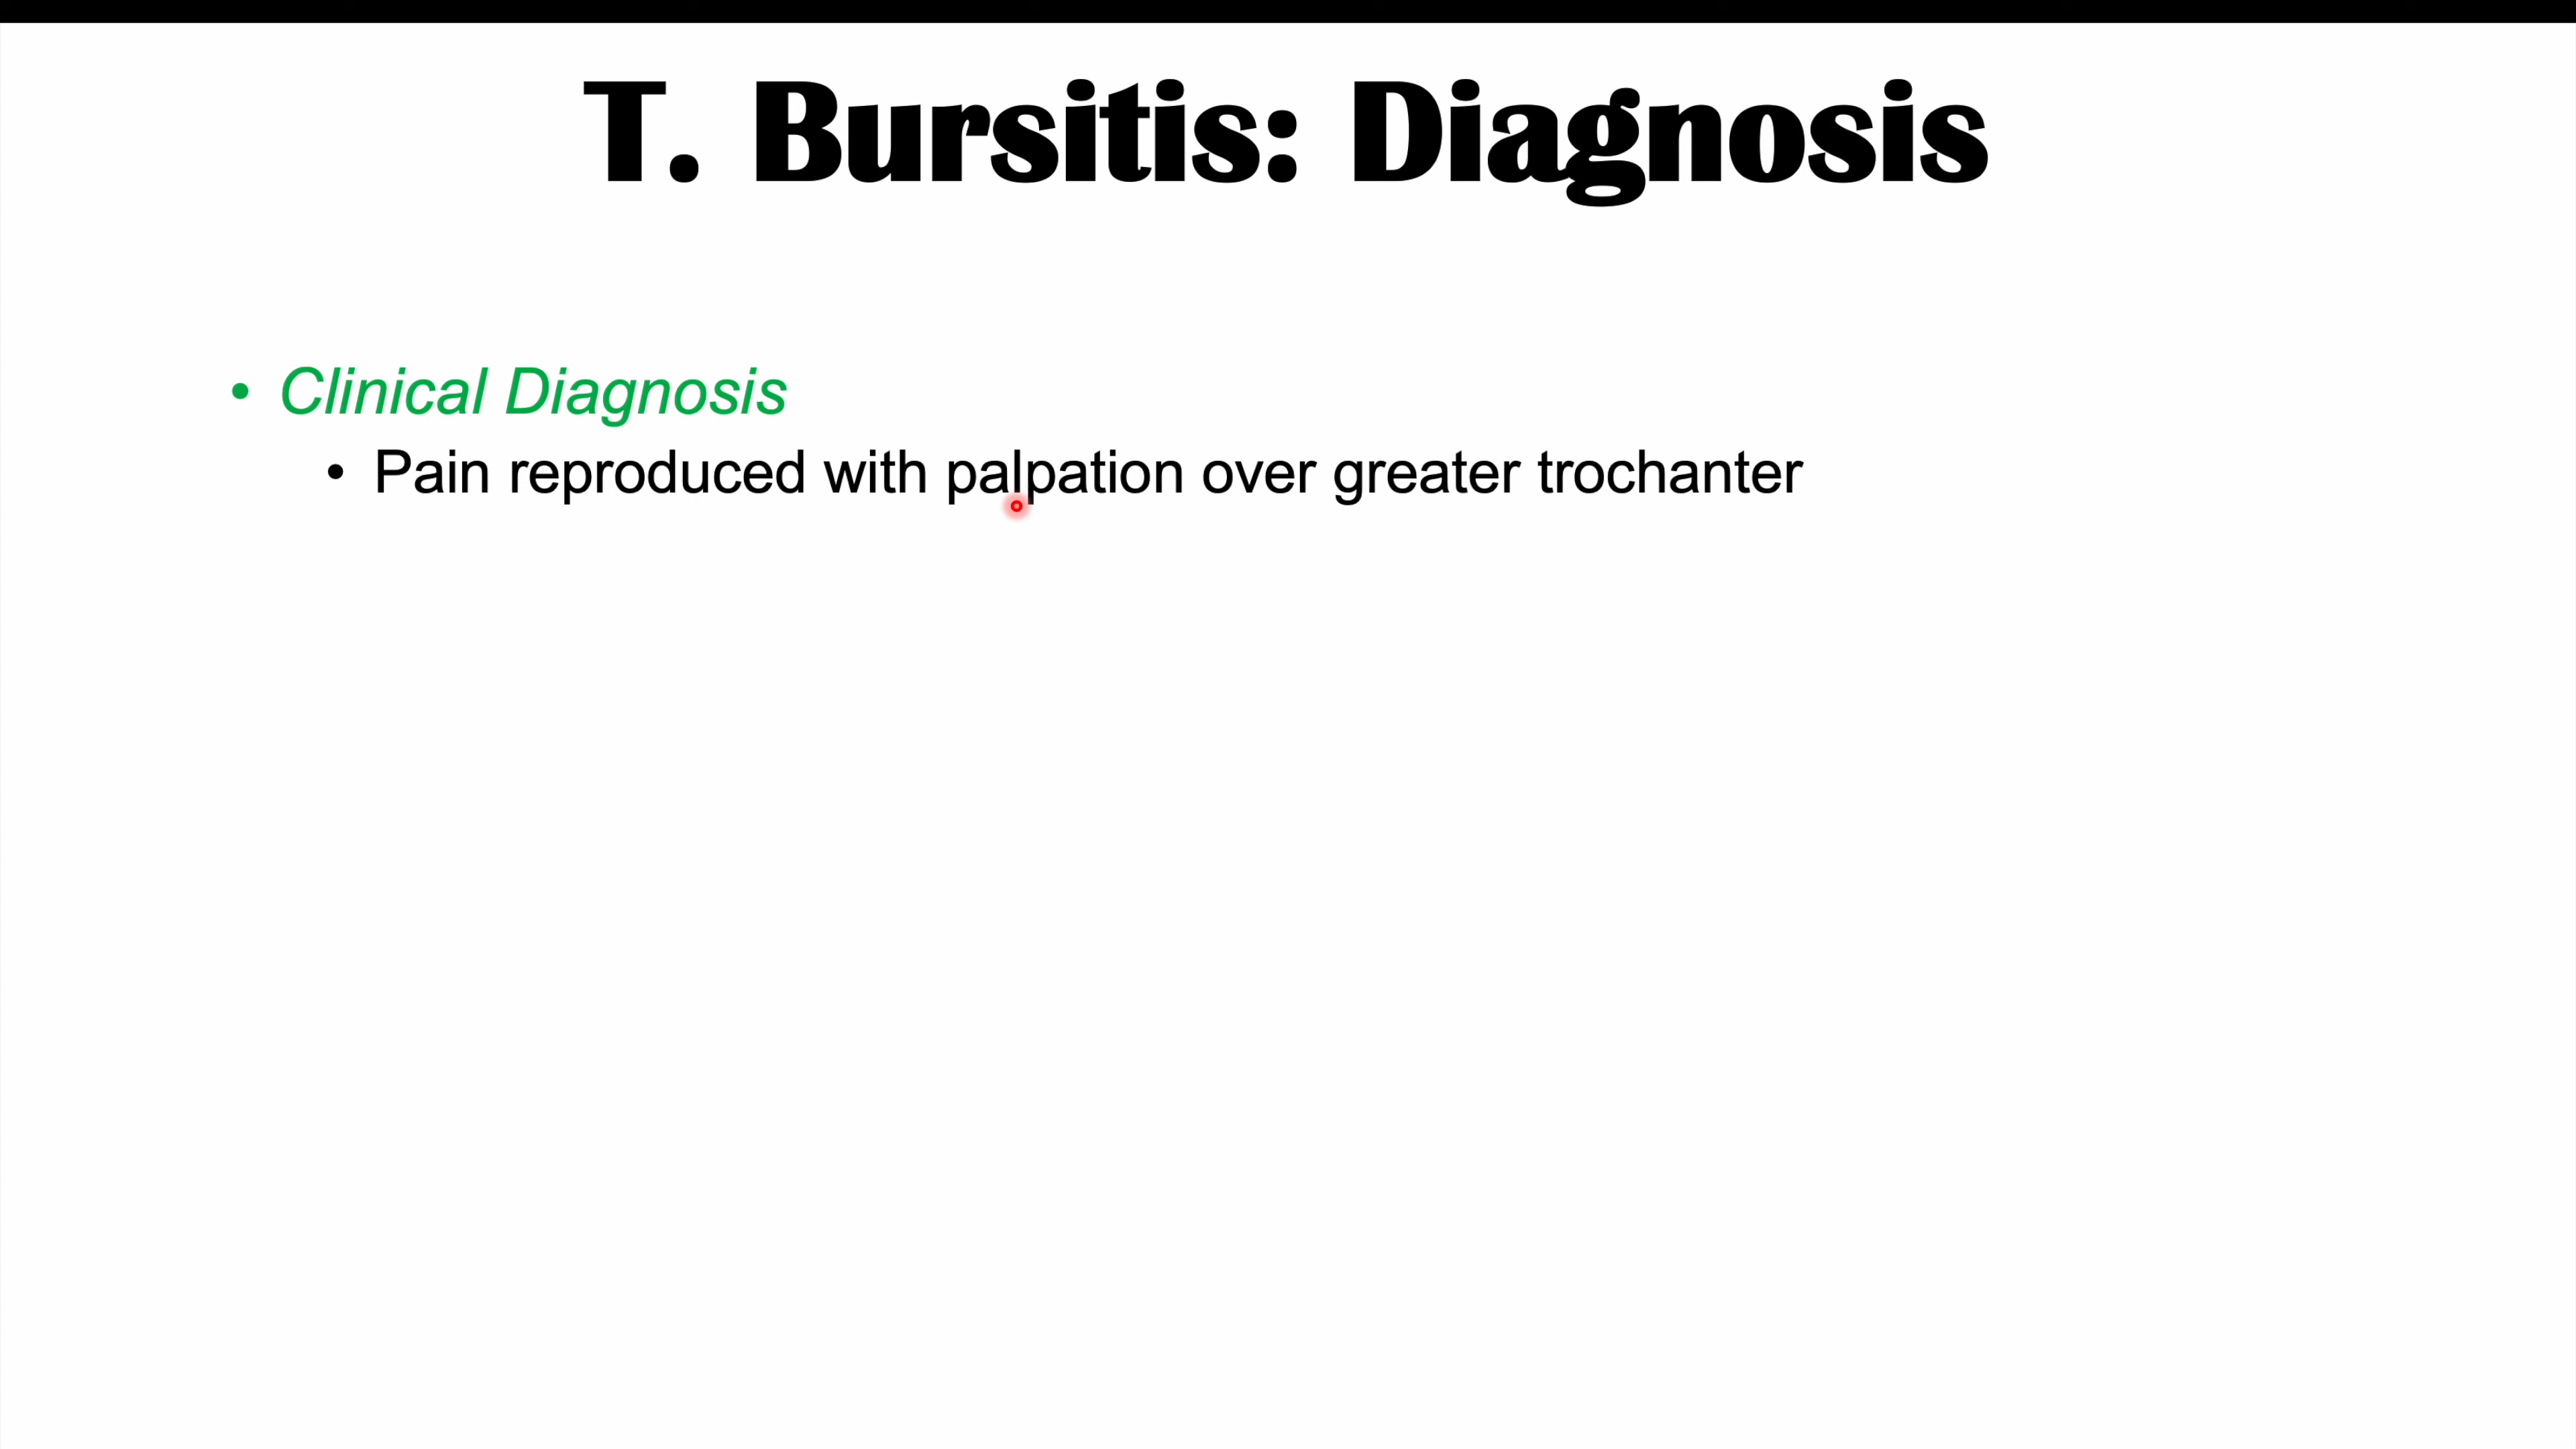 T. Bursitis: Diagnosis
• Clinical Diagnosis
• Pain reproduced with palpation over greater trochanter